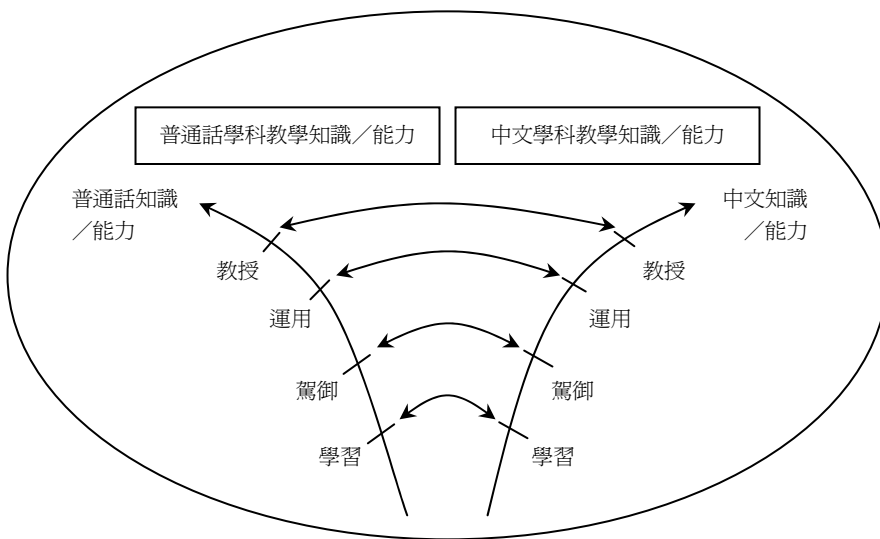 普通話學科教學知識／能力
中文學科教學知識／能力
普通話知識
／能力
中文知識
／能力
教授
教授
運用
運用
駕御
駕御
學習
學習